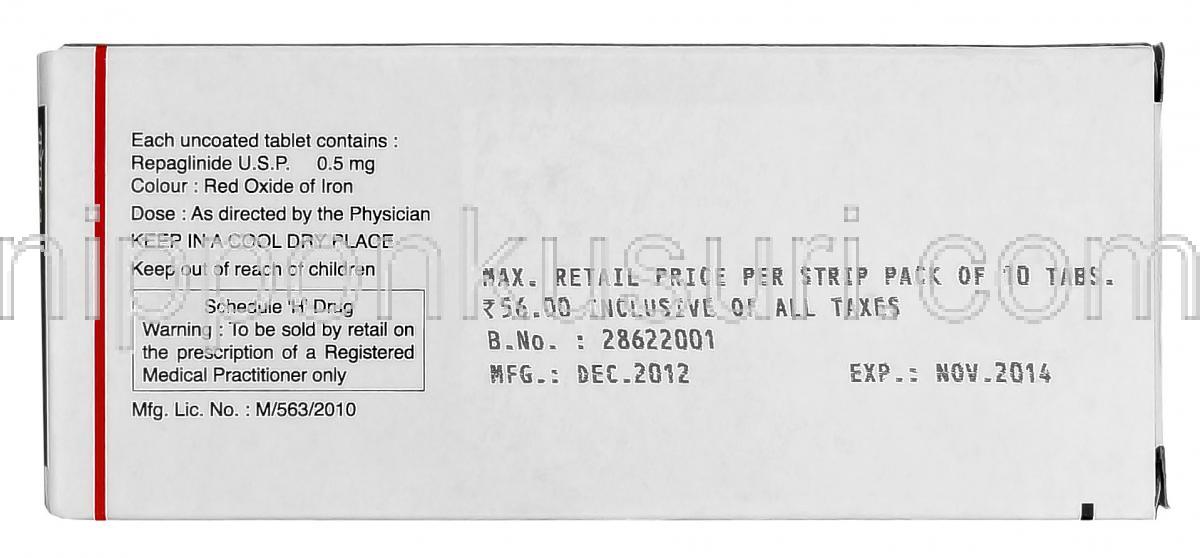 Each uncoated tablet contains :
Repaglinide U.S.P. 0.5 mg
Colour : Red Oxide of Iron
Dose : As directed by the Physician
KEEP IN A COOL DRY PLACE
Keep out of reach of children
Schedule 'H' Drug
Warning : To be sold by retail on
the prescription of a Registered
Medical Practitioner only
Mfg. Lic. No. : M/563/2010
MAX. RETAIL PRICE PER STRIP PACK OF 10 TABS.
₹56.00 INCLUSIVE OF ALL TAXES
B.No. : 28622001
MFG.: DEC.2012 EXP.: NOV.2014
nipponkusuri.com